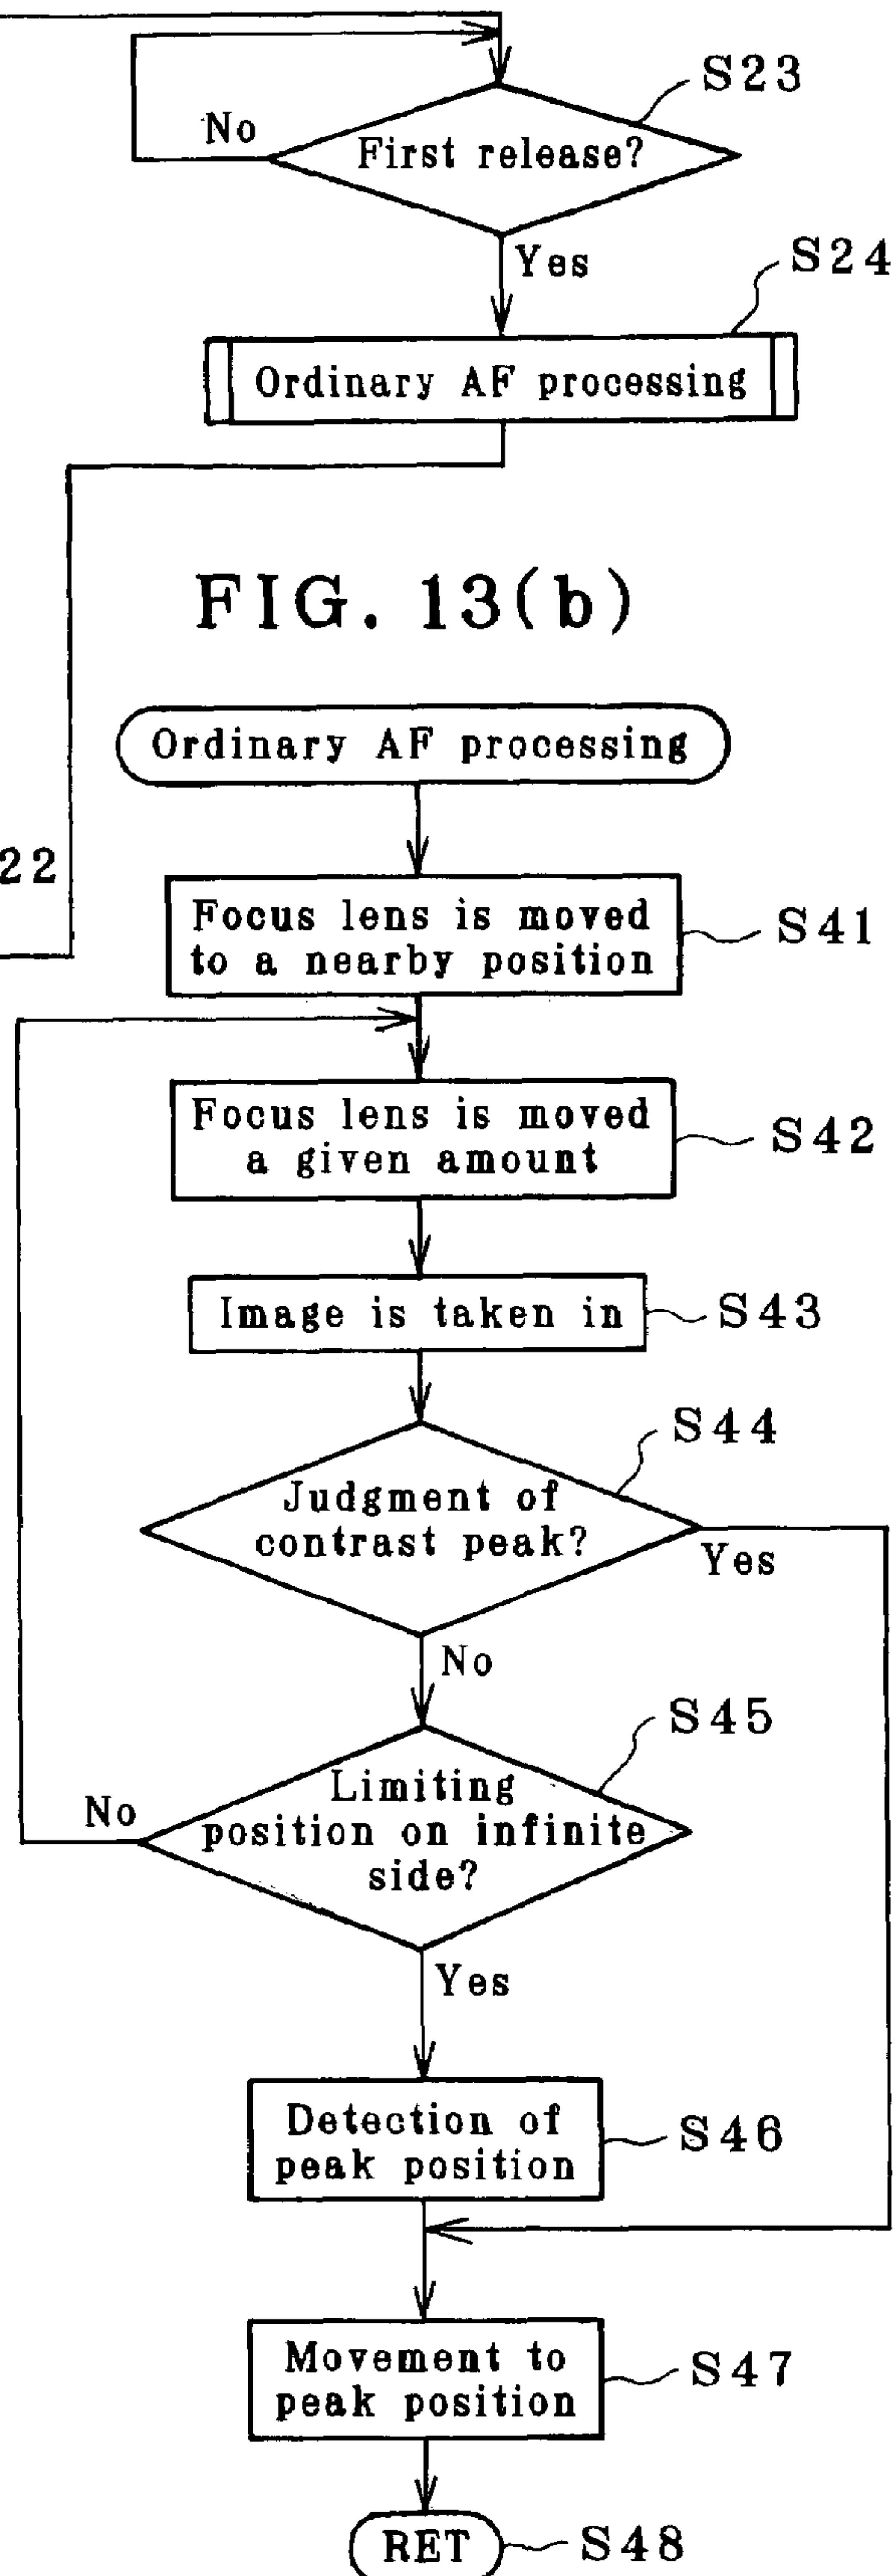 S23
No
First release?
Yes
S24
Ordinary AF processing
FIG. 13(b)
Ordinary AF processing
22
Focus lens is moved
to a nearby position
S41
Focus lens is moved
a given amount
S42
Image is taken in
S43
S44
Judgment of
contrast peak?
Yes
No
S45
Limiting
position on infinite
side?
No
Yes
Detection of
peak position
S46
Movement to
peak position
S47
RET
S48